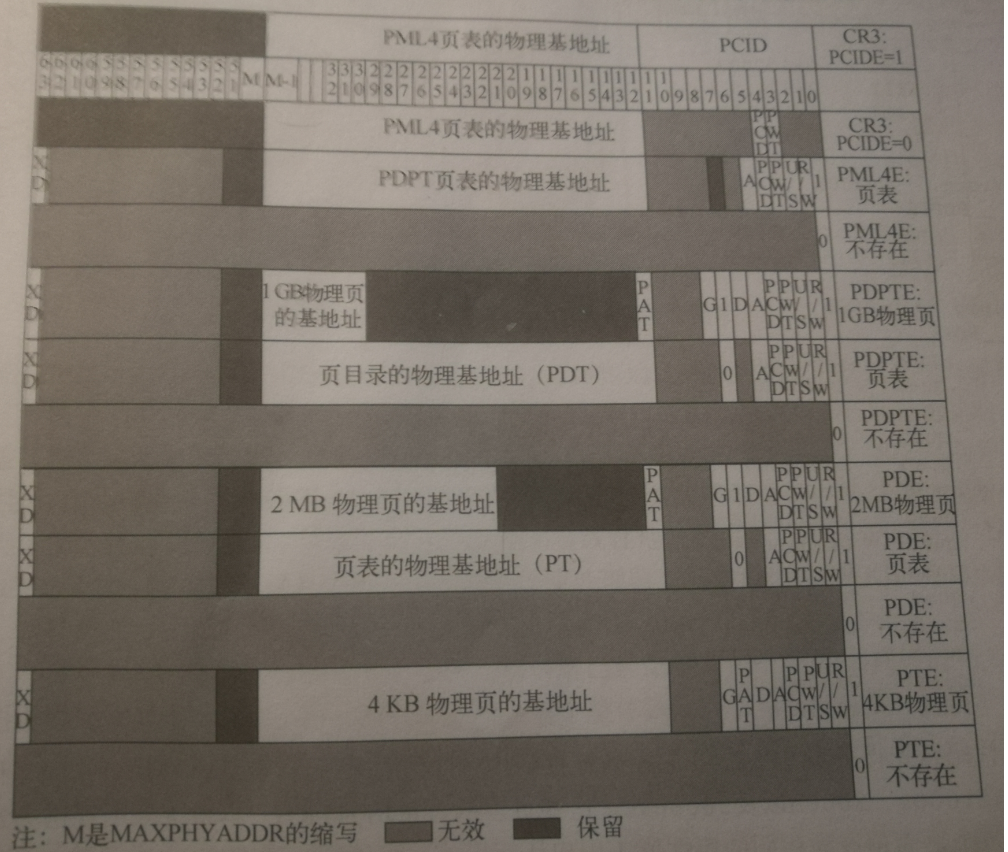 PML4页表的物理基地址 PCID CR3: PCIDE=1
63 62 61 60 59 58 57 56 55 54 53 52 51 M M-1 32 31 30 29 28 27 26 25 24 23 22 21 20 19 18 17 16 15 14 13 12 11 10 9 8 7 6 5 4 3 2 1 0
PML4页表的物理基地址 PCD PWT CR3: PCIDE=0
XD PDPT页表的物理基地址 A PCD PWT U/S R/W 1 PML4E: 页表
0 PML4E: 不存在
XD 1 GB物理页的基地址 PAT G 1 D A PCD PWT U/S R/W 1 PDPTE: 1GB物理页
XD 页目录的物理基地址（PDT） 0 A PCD PWT U/S R/W 1 PDPTE: 页表
0 PDPTE: 不存在
XD 2 MB 物理页的基地址 PAT G 1 D A PCD PWT U/S R/W 1 PDE: 2MB物理页
XD 页表的物理基地址（PT） 0 A PCD PWT U/S R/W 1 PDE: 页表
0 PDE: 不存在
XD 4 KB 物理页的基地址 G PAT D A PCD PWT U/S R/W 1 PTE: 4KB物理页
0 PTE: 不存在
注：M是MAXPHYADDR的缩写 无效 保留